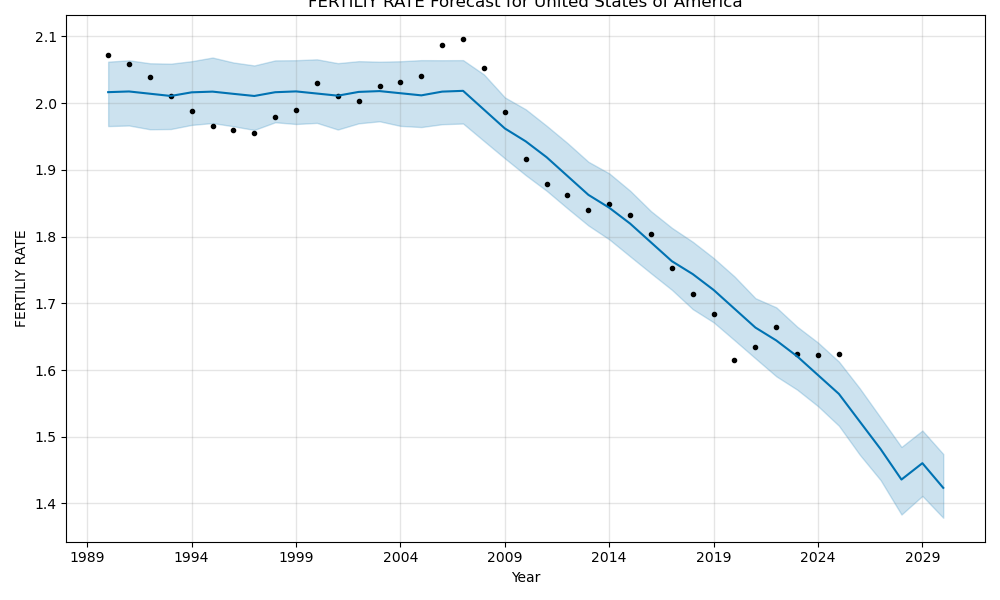 FERTILIY RATE Forecast for United States of America
2.1
2.0
1.9
1.8
1.7
1.6
1.5
1.4
FERTILIY RATE
1989 1994 1999 2004 2009 2014 2019 2024 2029
Year